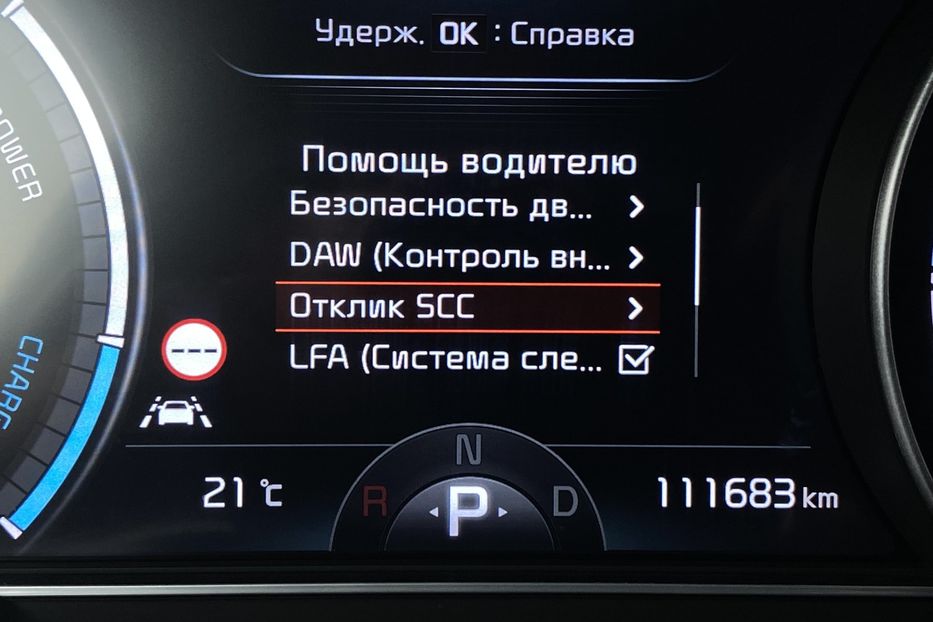 Удерж. OK : Справка
POWER
Помощь водителю
Безопасность дв...
DAW (Контроль вн...
Отклик SCC
LFA (Система сле...
---
CHARG
N
R P D
21 °C
111683 km